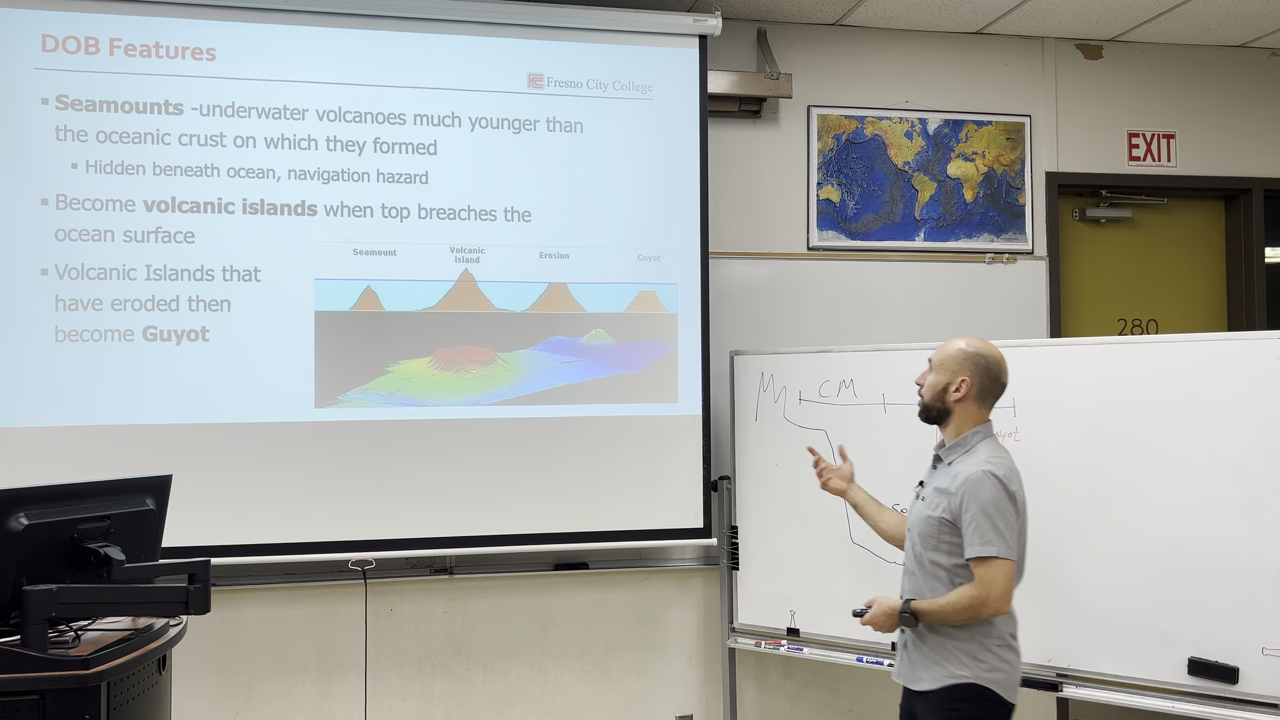 DOB Features
Fresno City College
Seamounts -underwater volcanoes much younger than
the oceanic crust on which they formed
Hidden beneath ocean, navigation hazard
Become volcanic islands when top breaches the
ocean surface
Volcanic Islands that
have eroded then
become Guyot
Seamount
Volcanic
island
Erosion
Guyot
EXIT
280
CM